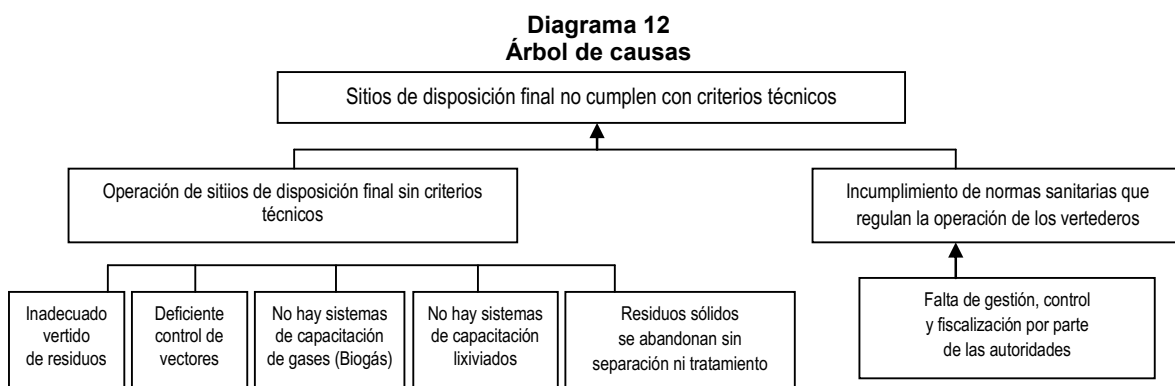 Diagrama 12
Árbol de causas
Sitios de disposición final no cumplen con criterios técnicos
Operación de sitiios de disposición final sin criterios
técnicos
Incumplimiento de normas sanitarias que
regulan la operación de los vertederos
Inadecuado
vertido
de residuos
Deficiente
control de
vectores
No hay sistemas
de capacitación
de gases (Biogás)
No hay sistemas
de capacitación
lixiviados
Residuos sólidos
se abandonan sin
separación ni tratamiento
Falta de gestión, control
y fiscalización por parte
de las autoridades